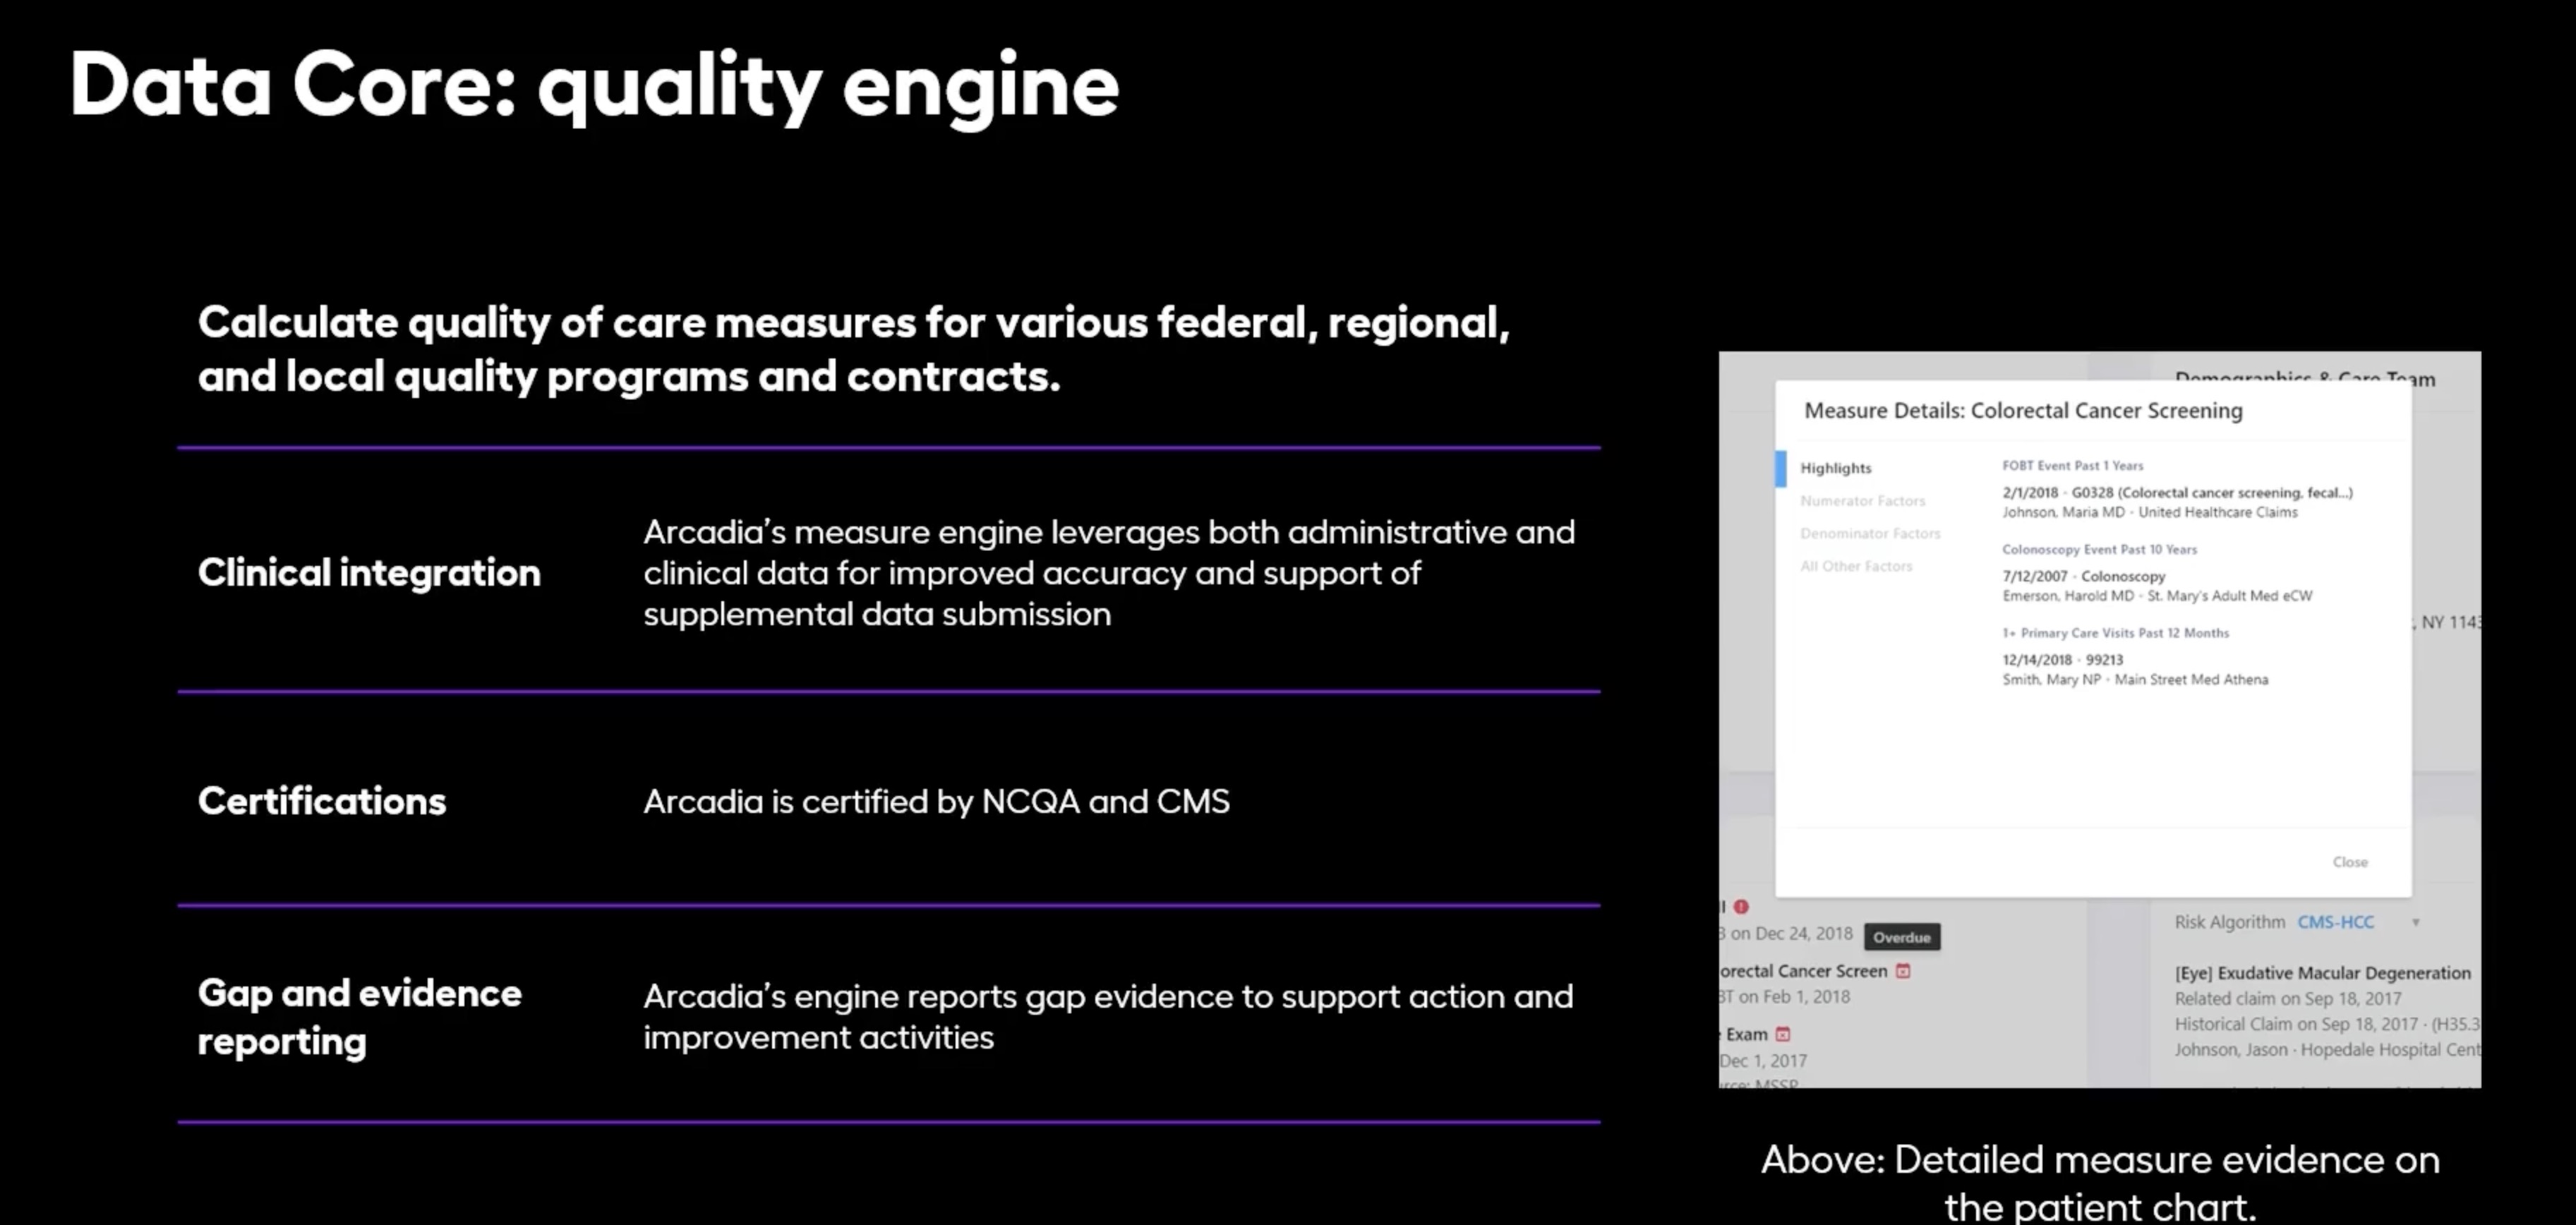 Data Core: quality engine
Calculate quality of care measures for various federal, regional,
and local quality programs and contracts.
Clinical integration
Arcadia’s measure engine leverages both administrative and
clinical data for improved accuracy and support of
supplemental data submission
Certifications
Arcadia is certified by NCQA and CMS
Gap and evidence
reporting
Arcadia’s engine reports gap evidence to support action and
improvement activities
Demographics & Care Team
Measure Details: Colorectal Cancer Screening
Highlights
Numerator Factors
Denominator Factors
All Other Factors
FOBT Event Past 1 Years
2/1/2018 - G0328 (Colorectal cancer screening, fecal...)
Johnson, Maria MD - United Healthcare Claims
Colonoscopy Event Past 10 Years
7/12/2007 - Colonoscopy
Emerson, Harold MD - St. Mary's Adult Med eCW
1+ Primary Care Visits Past 12 Months
12/14/2018 - 99213
Smith, Mary NP - Main Street Med Athena
Close
, NY 1143
on Dec 24, 2018
Overdue
orectal Cancer Screen
BT on Feb 1, 2018
Exam
Dec 1, 2017
MSSP
Risk Algorithm CMS-HCC
[Eye] Exudative Macular Degeneration
Related claim on Sep 18, 2017
Historical Claim on Sep 18, 2017 · (H35.3
Johnson, Jason · Hopedale Hospital Cent
Above: Detailed measure evidence on
the patient chart.